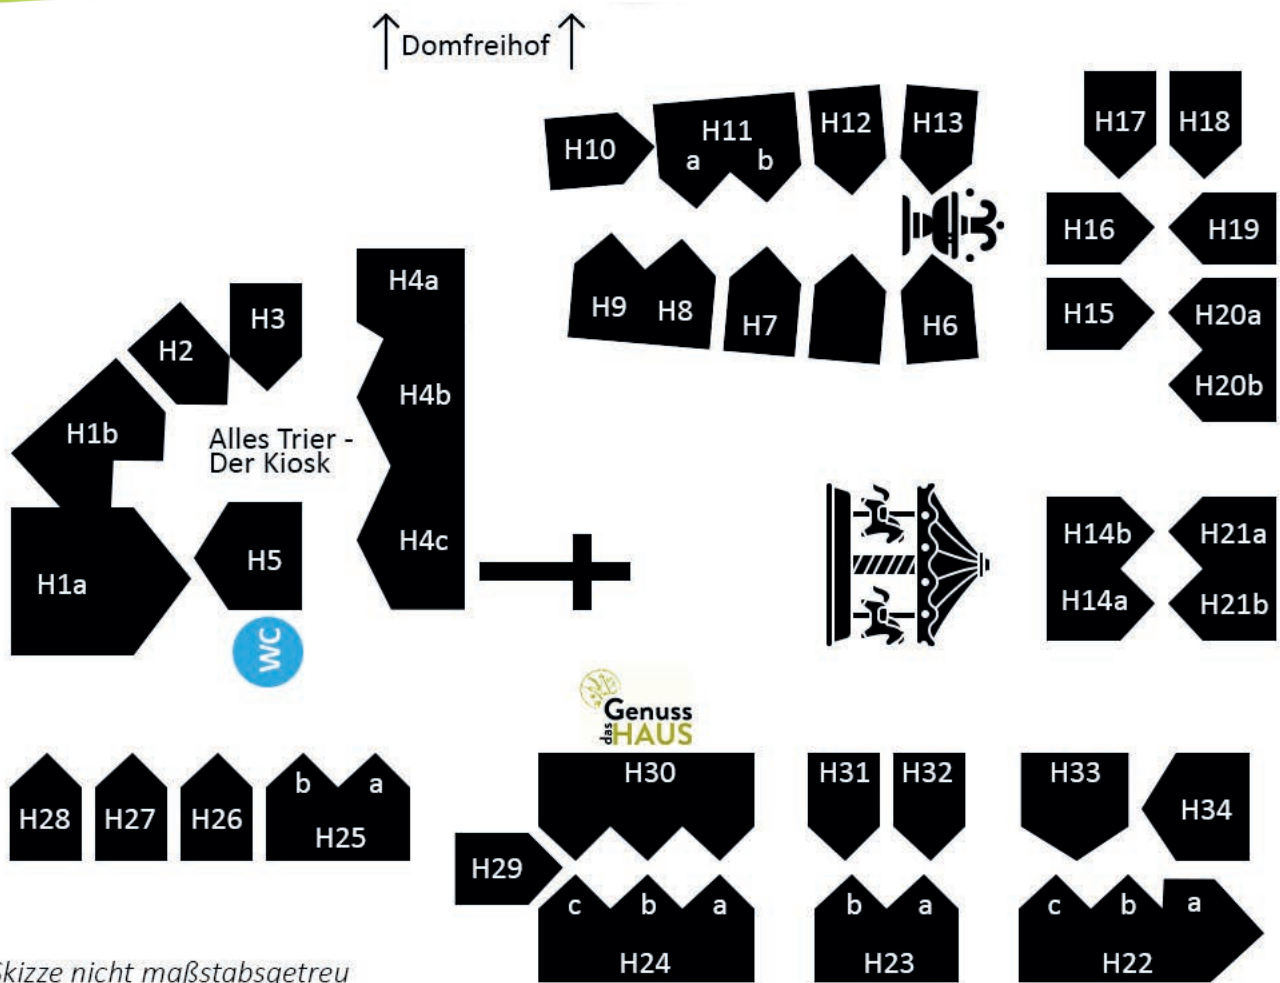 Domfreihof
H10
H11
a b
H12
H13
H17
H18
H16
H19
H15
H20a
H20b
H9
H8
H7
H6
H4a
H4b
H4c
H3
H2
H1b
Alles Trier -
Der Kiosk
H1a
H5
WC
H14b
H14a
H21a
H21b
das
Genuss
HAUS
H28
H27
H26
b a
H25
H30
H31
H32
H33
H34
H29
c b a
H24
b a
H23
c b a
H22
Skizze nicht maßstabsgetreu